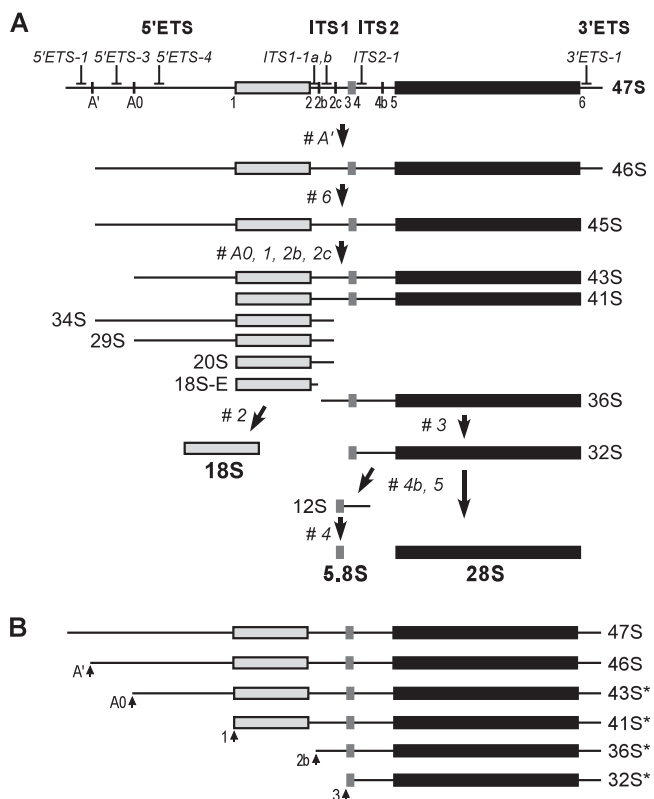 A
5'ETS ITS1 ITS2 3'ETS
5'ETS-1 5'ETS-3 5'ETS-4 ITS1-1a,b ITS2-1 3'ETS-1
47S
A' A0 1 2 2b 2c 3 4 4b 5 6
# A'
46S
# 6
45S
# A0, 1, 2b, 2c
43S
41S
34S
29S
20S
18S-E
36S
# 2 # 3
32S
18S
# 4b, 5
12S
# 4
5.8S 28S
B
47S
A' 46S
A0 43S*
1 41S*
2b 36S*
3 32S*